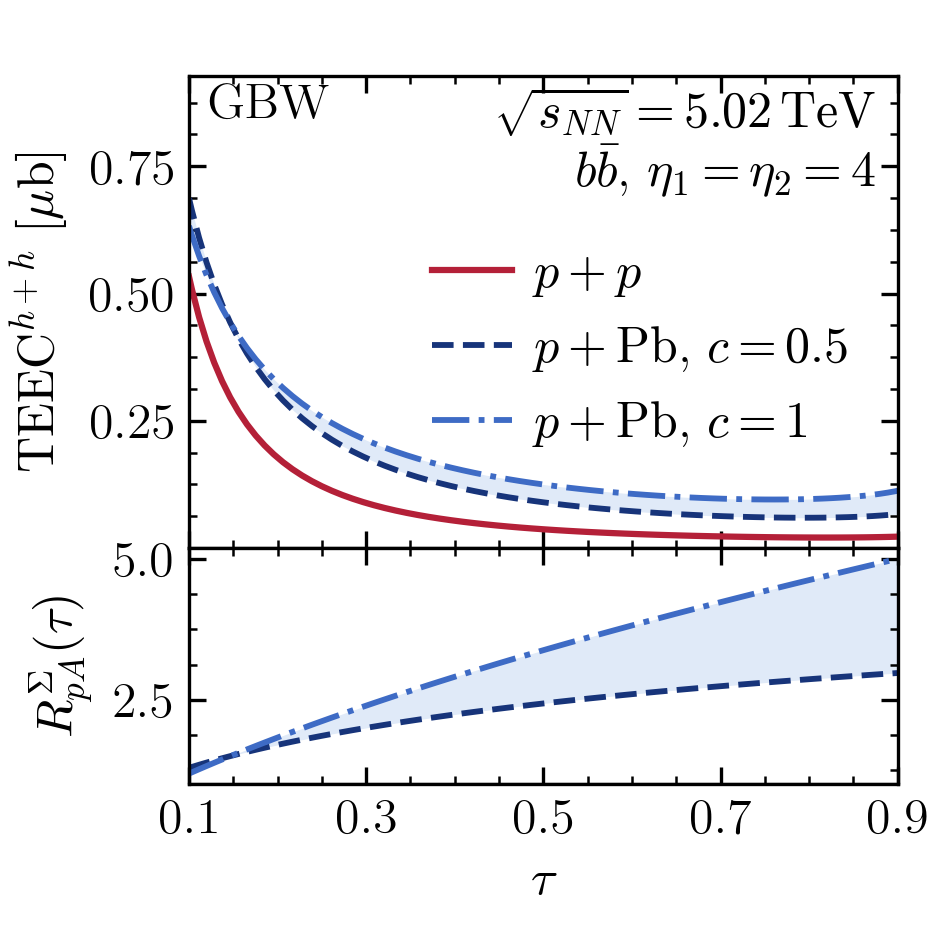 GBW
√s_NN = 5.02 TeV
bb̄, η₁ = η₂ = 4
p + p
p + Pb, c = 0.5
p + Pb, c = 1
TEEC^{h+h} [μb]
0.75
0.50
0.25
R^Σ_{pA}(τ)
5.0
2.5
0.1 0.3 0.5 0.7 0.9
τ